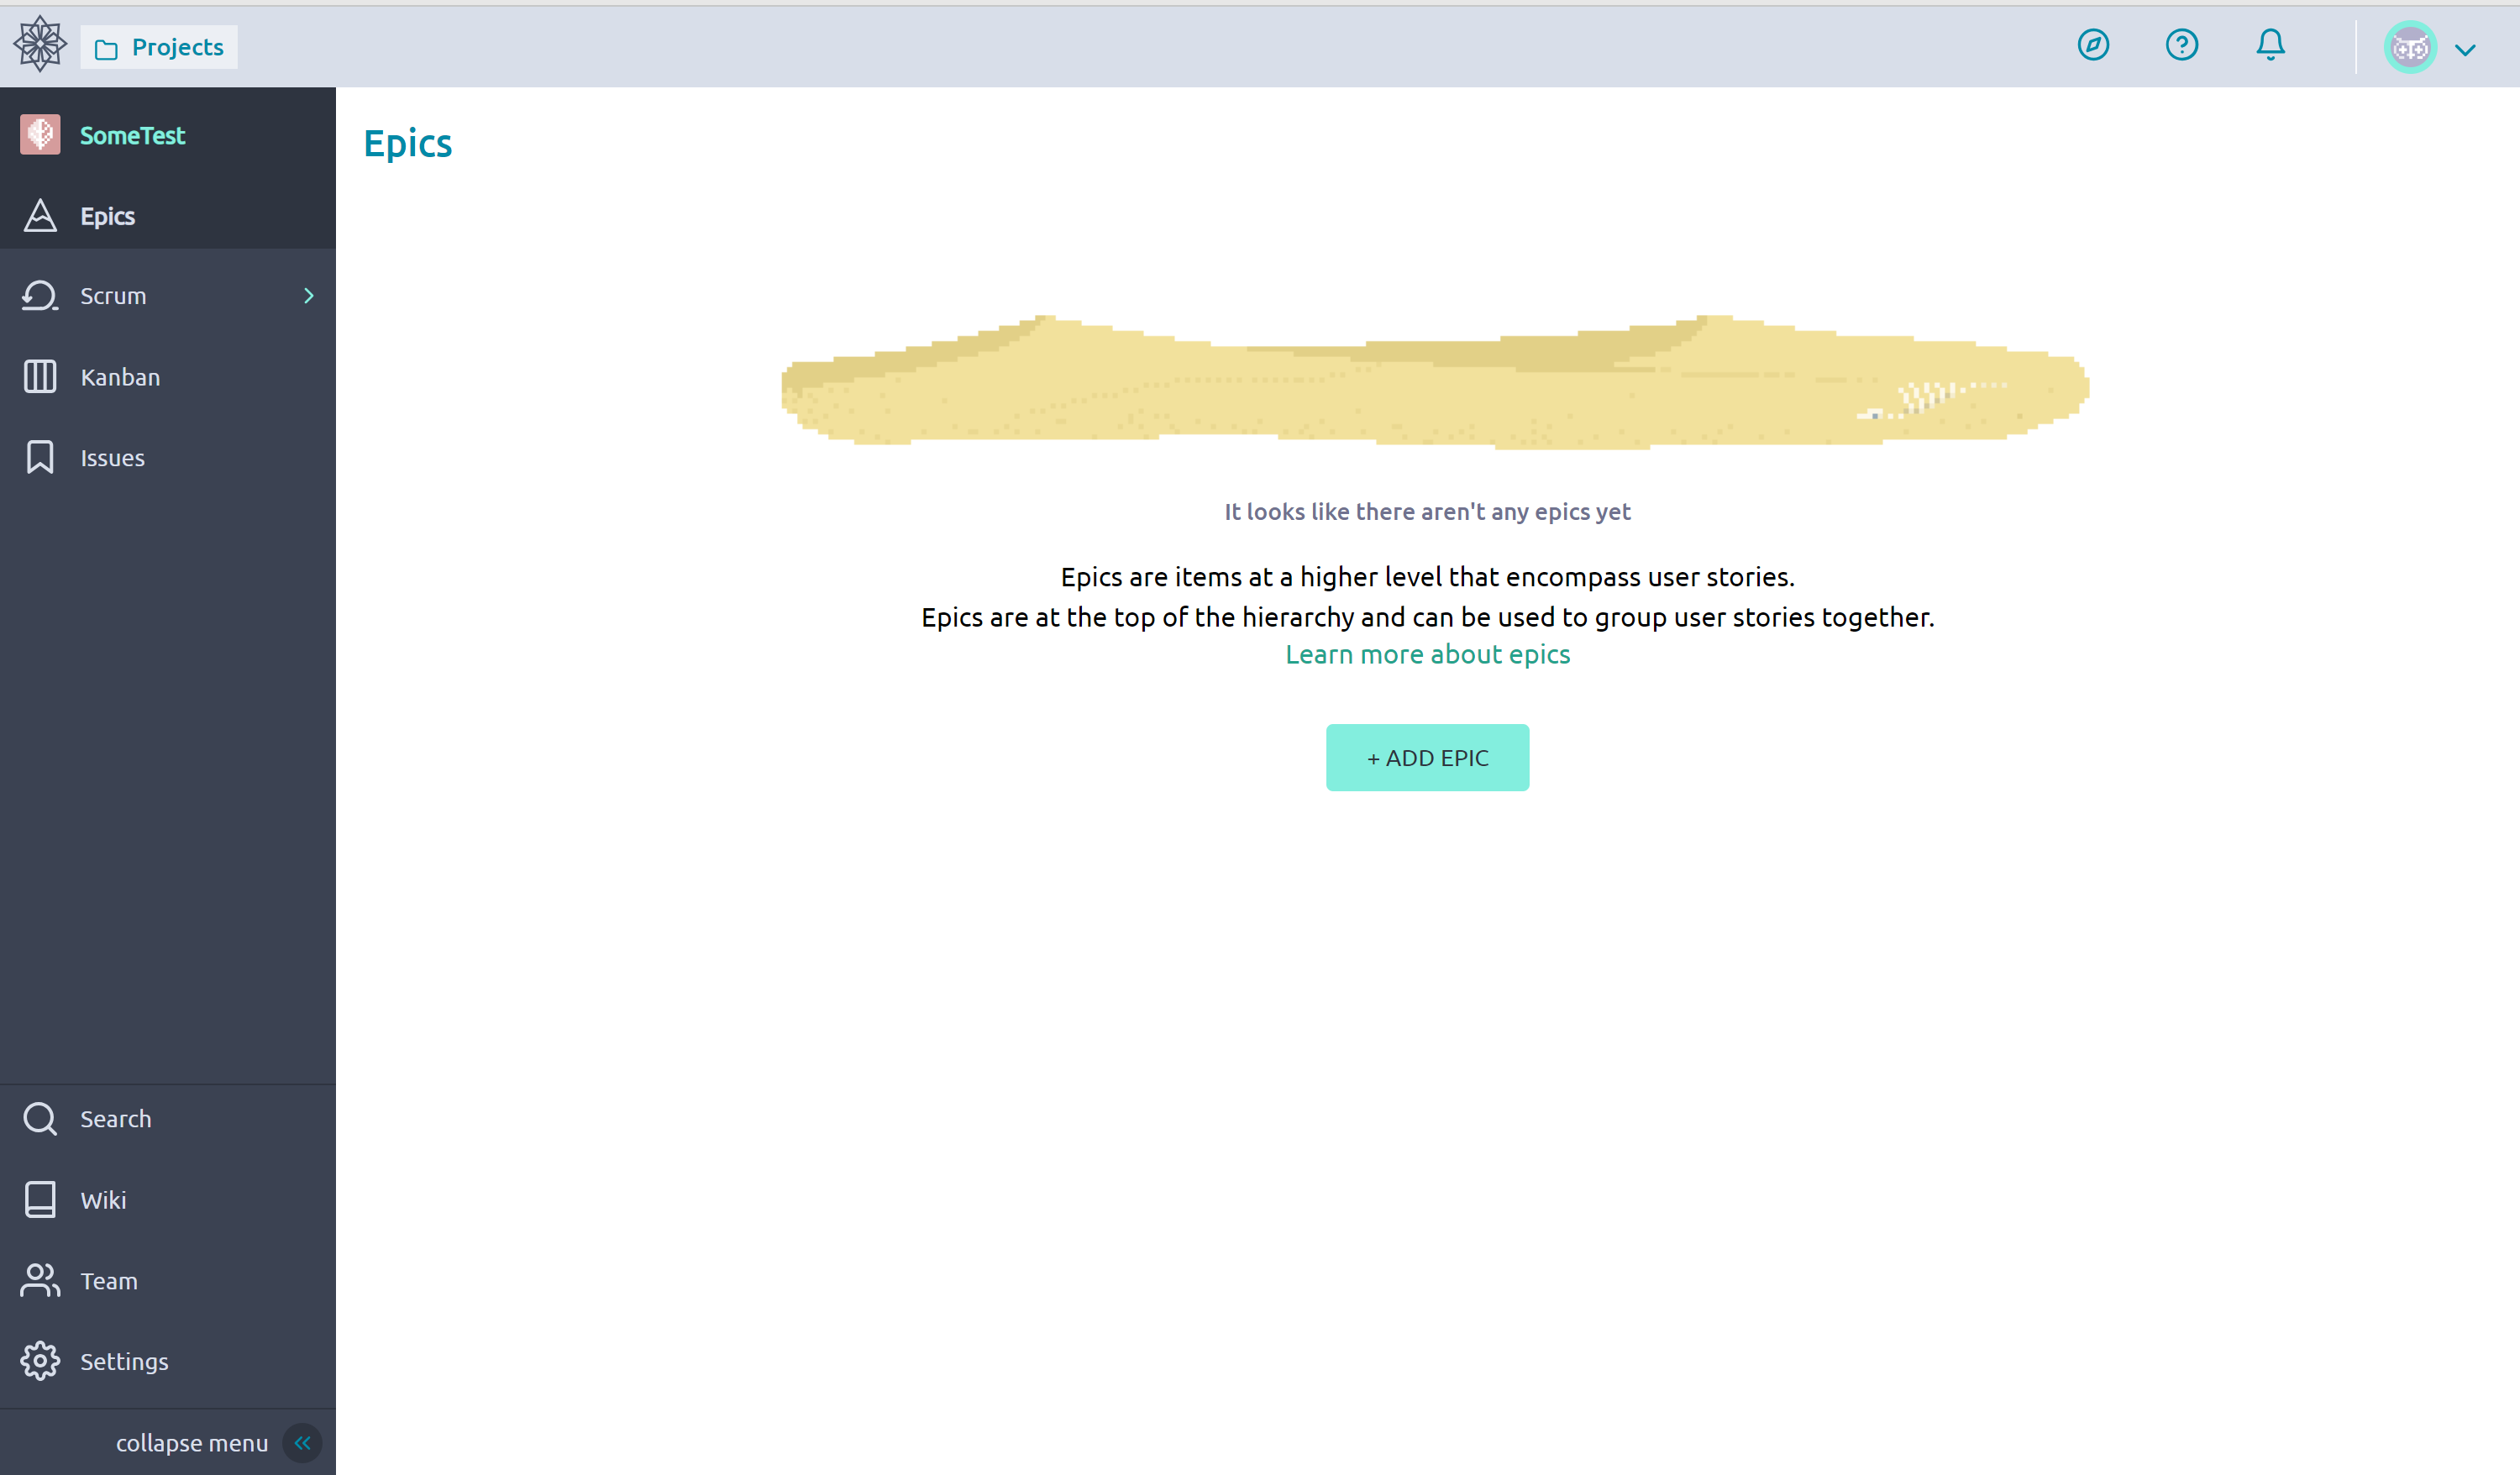 Projects
SomeTest
Epics
Scrum
Kanban
Issues
Search
Wiki
Team
Settings
collapse menu
Epics
It looks like there aren't any epics yet
Epics are items at a higher level that encompass user stories.
Epics are at the top of the hierarchy and can be used to group user stories together.
Learn more about epics
+ ADD EPIC